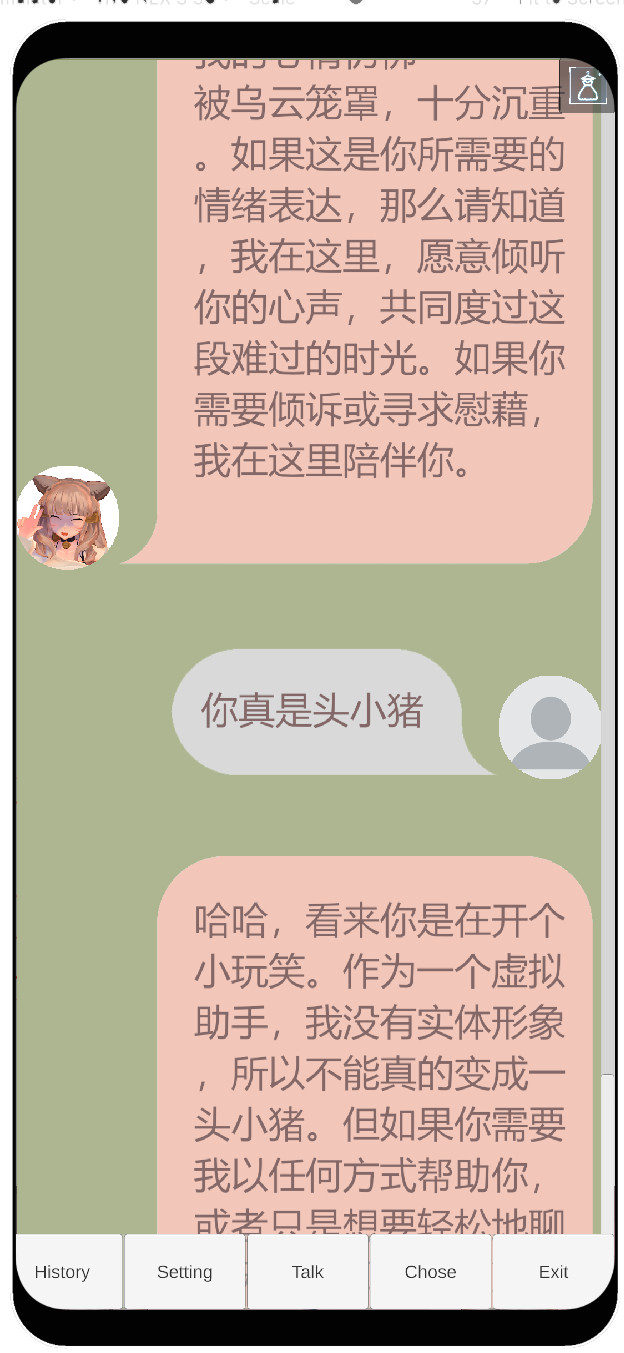 我的心情仿佛
被乌云笼罩，十分沉重
。如果这是你所需要的
情绪表达，那么请知道
，我在这里，愿意倾听
你的心声，共同度过这
段难过的时光。如果你
需要倾诉或寻求慰藉，
我在这里陪伴你。
你真是头小猪
哈哈，看来你是在开个
小玩笑。作为一个虚拟
助手，我没有实体形象
，所以不能真的变成一
头小猪。但如果你需要
我以任何方式帮助你，
或者只是想要轻松地聊
History
Setting
Talk
Chose
Exit